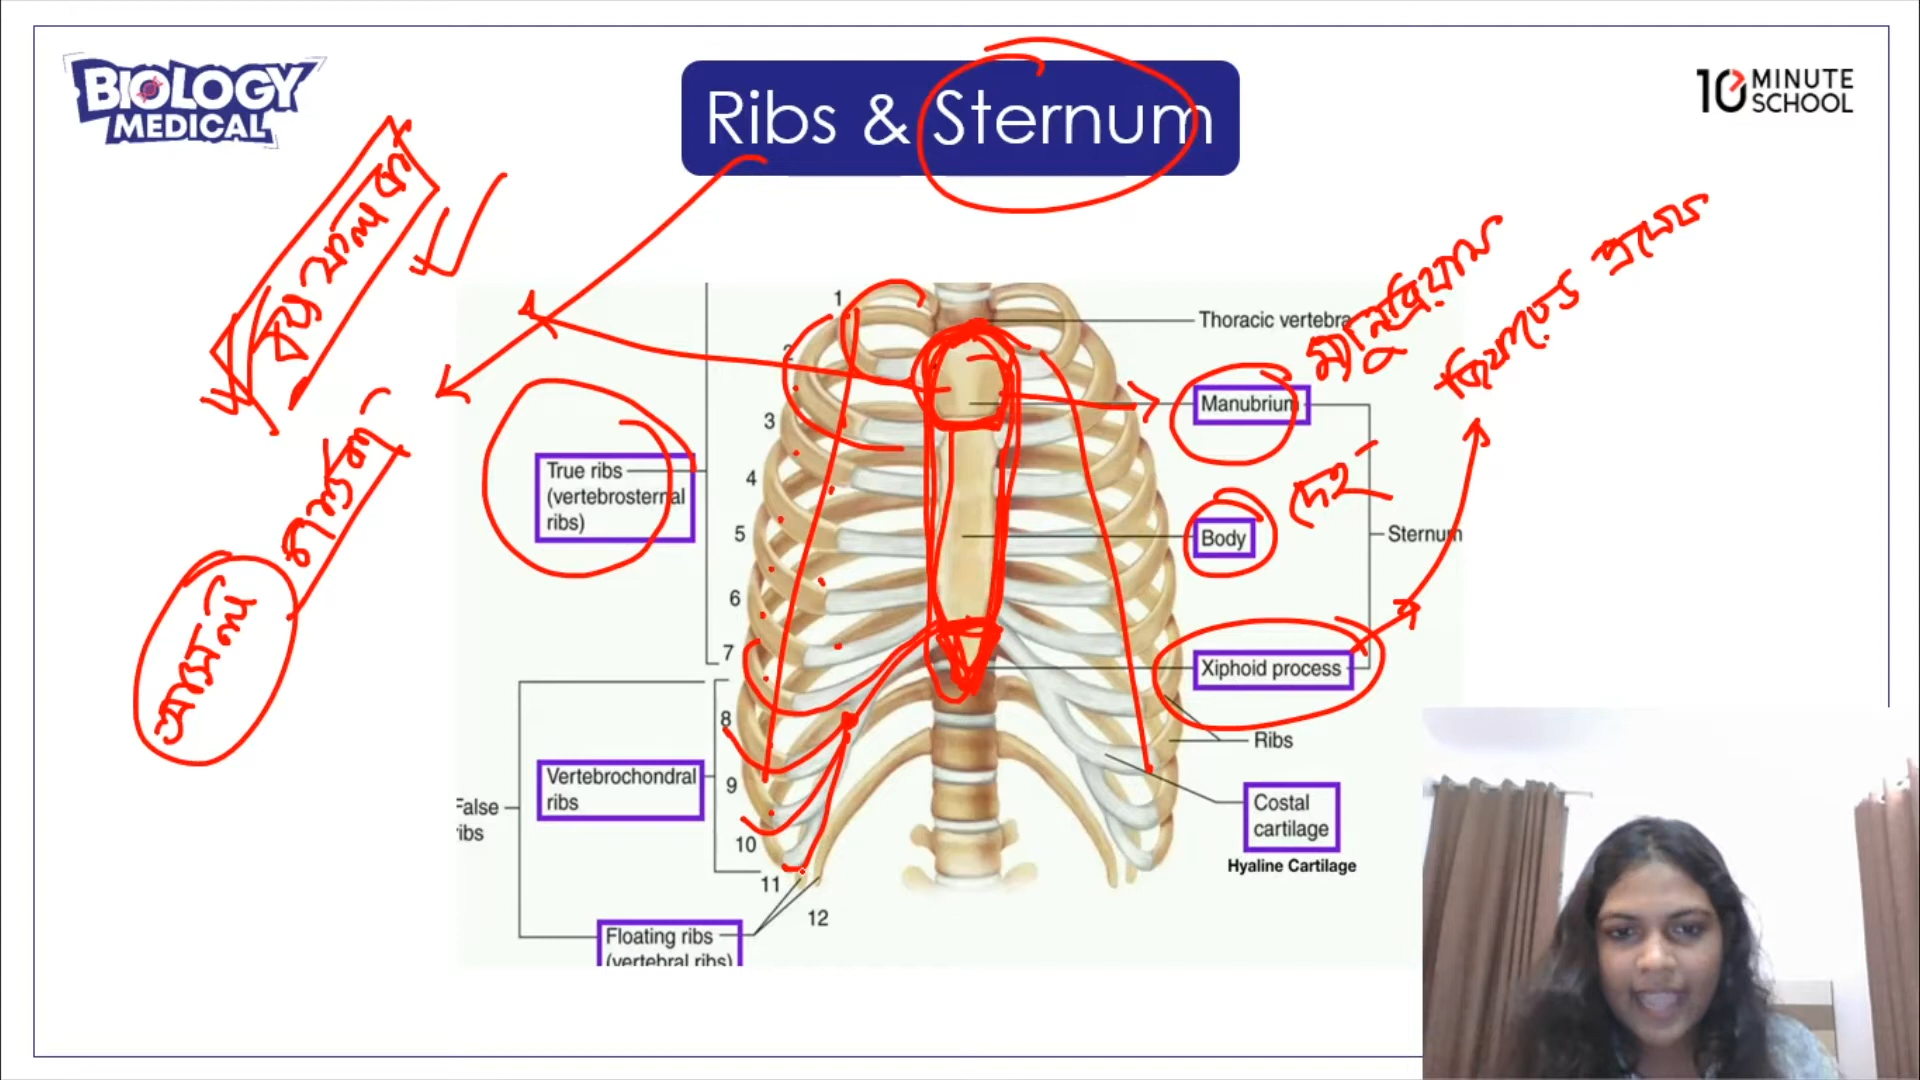 BIOLOGY
MEDICAL
Ribs & Sternum
10 MINUTE
SCHOOL
ম্যানুব্রিয়াম
জিফয়েড প্রসেস
দেহ
আসল
1
2
3
4
5
6
7
8
9
10
11
12
Thoracic vertebra
Manubrium
True ribs
(vertebrosternal
ribs)
Body
Sternum
Xiphoid process
Ribs
Vertebrochondral
ribs
False
ribs
Costal
cartilage
Hyaline Cartilage
Floating ribs
(vertebral ribs)